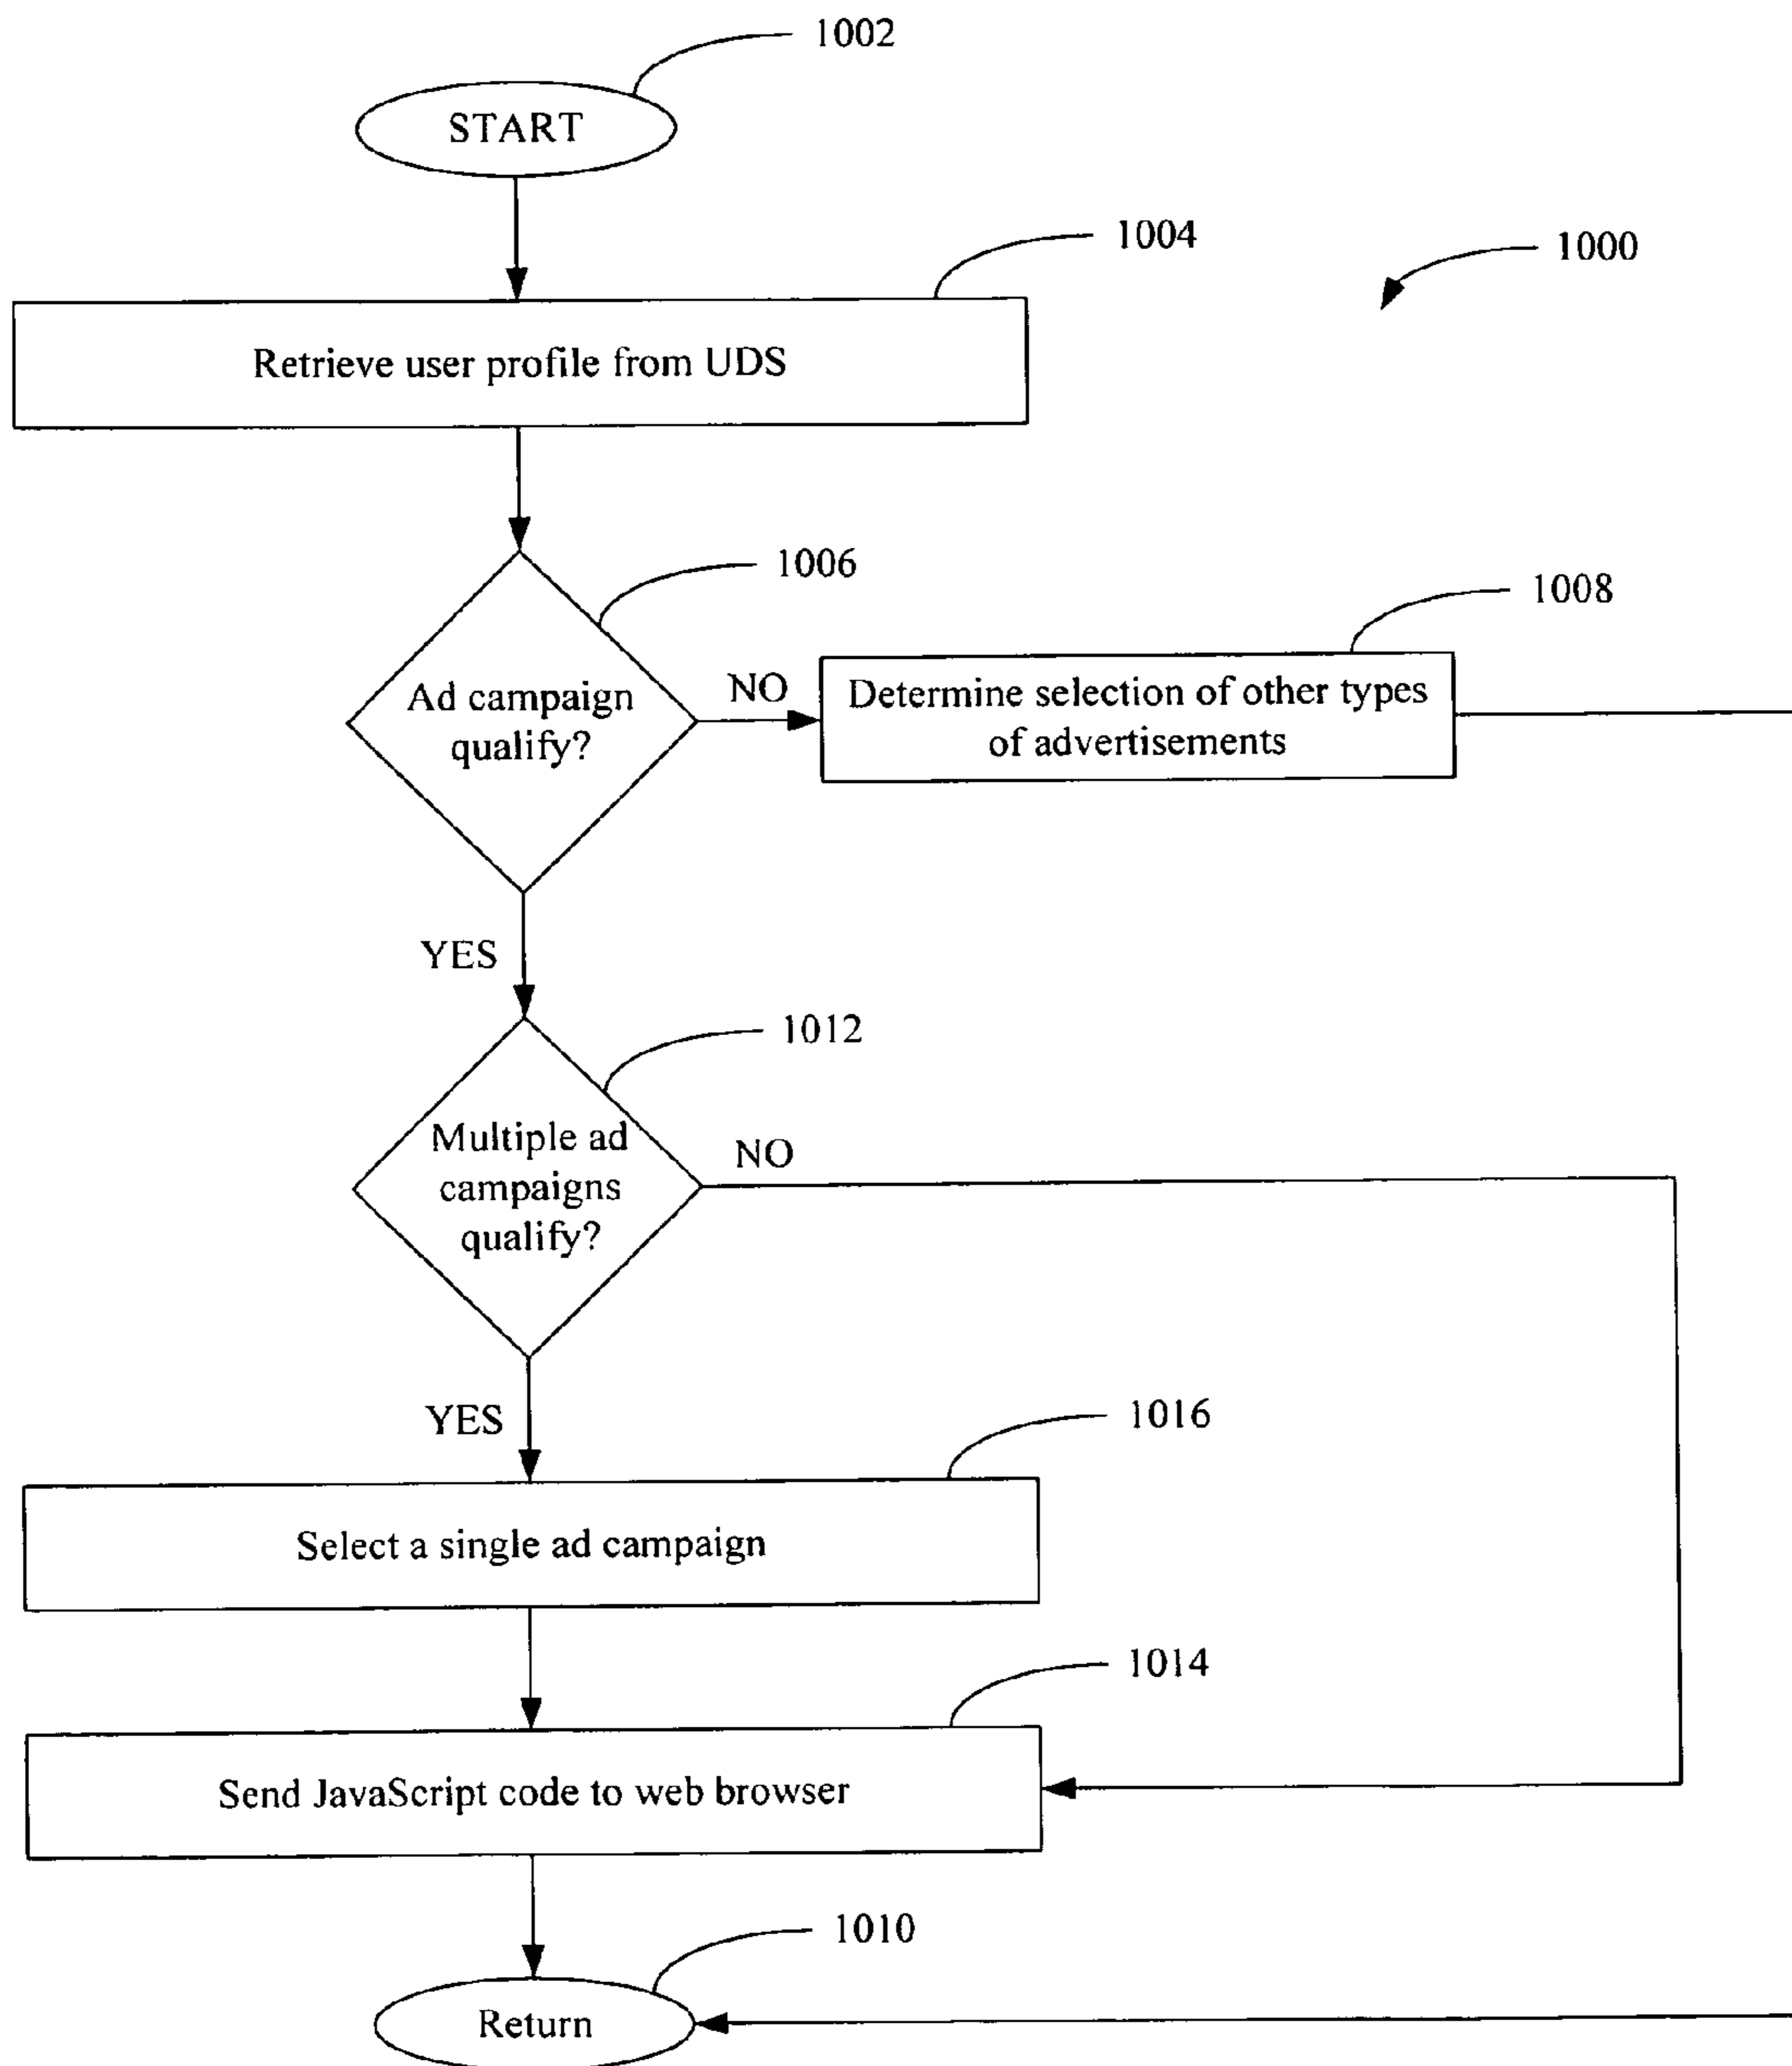 1002
START
1004
1000
Retrieve user profile from UDS
1006
1008
Ad campaign
qualify?
NO
Determine selection of other types
of advertisements
YES
1012
Multiple ad
campaigns
qualify?
NO
YES
1016
Select a single ad campaign
1014
Send JavaScript code to web browser
1010
Return